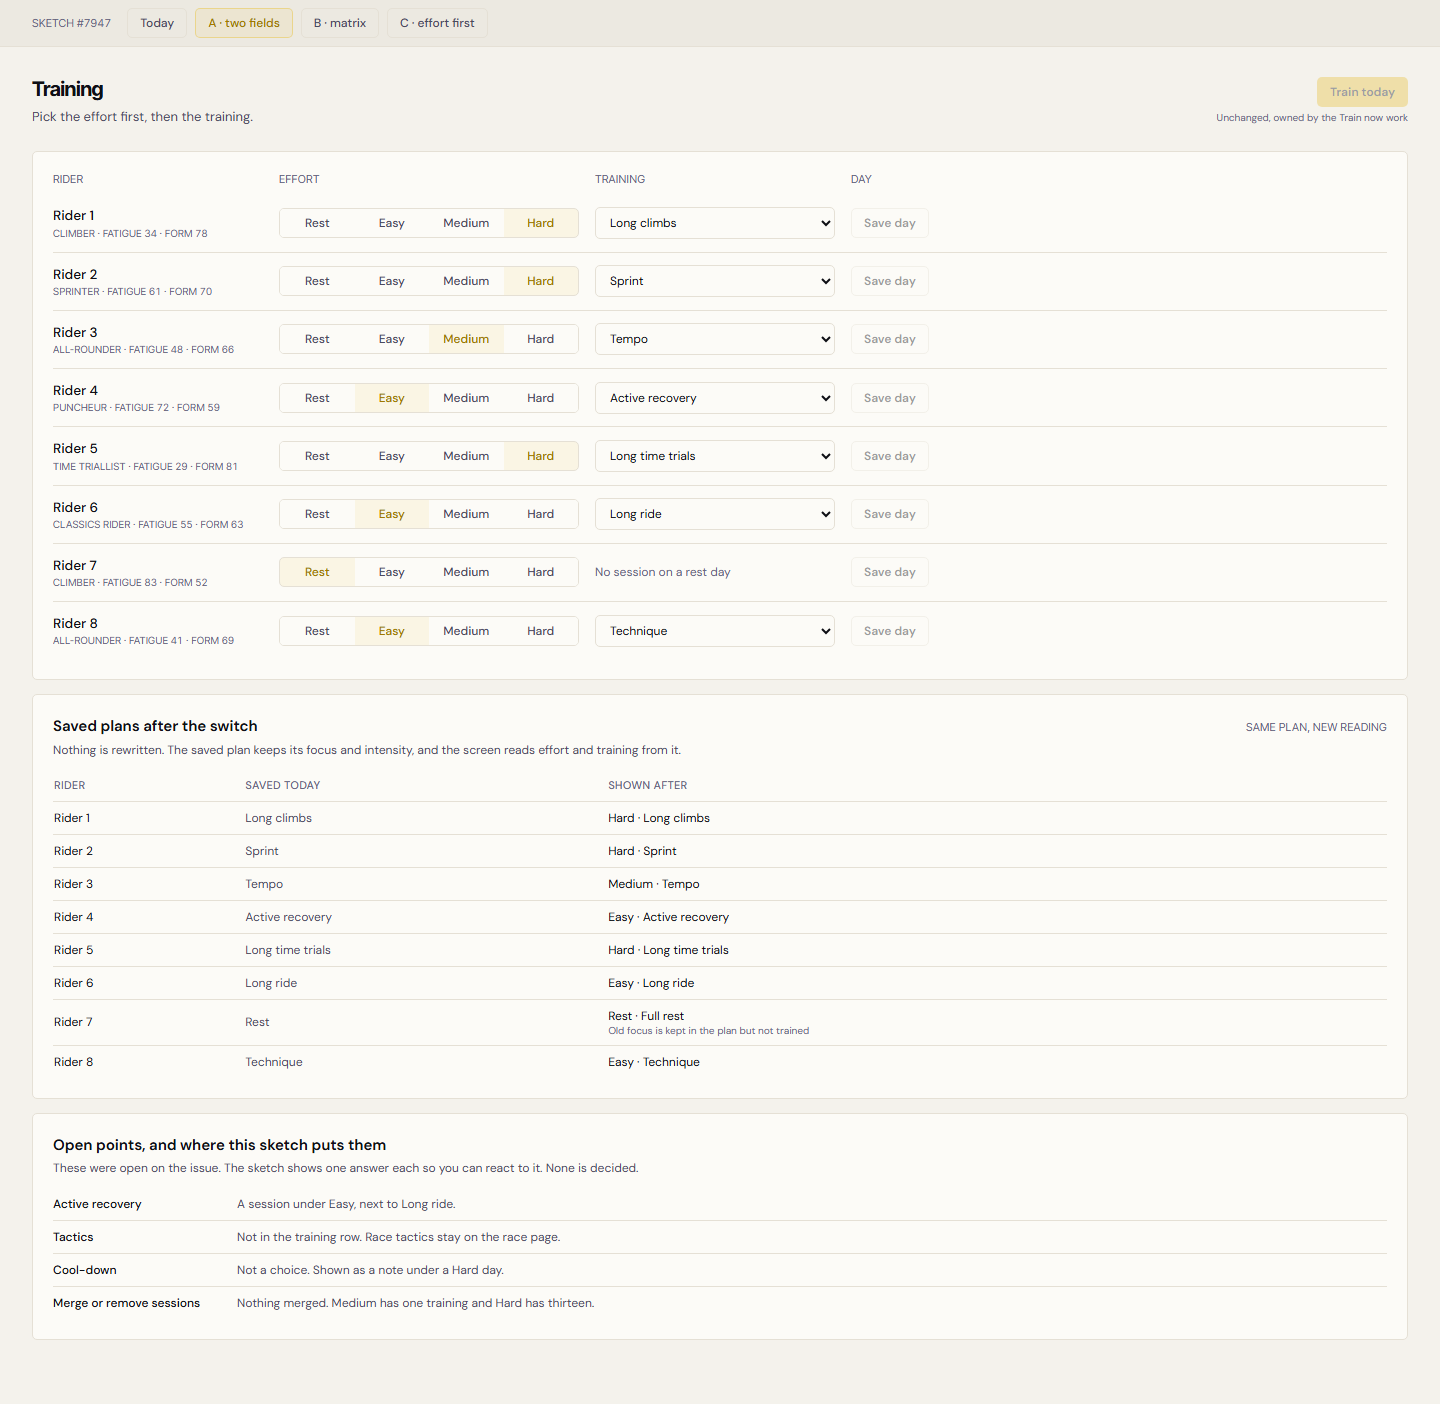 SKETCH #7947 Today A · two fields B · matrix C · effort first
Training
Train today
Pick the effort first, then the training.
Unchanged, owned by the Train now work
RIDER EFFORT TRAINING DAY
Rider 1
CLIMBER · FATIGUE 34 · FORM 78
Rest Easy Medium Hard Long climbs Save day
Rider 2
SPRINTER · FATIGUE 61 · FORM 70
Rest Easy Medium Hard Sprint Save day
Rider 3
ALL-ROUNDER · FATIGUE 48 · FORM 66
Rest Easy Medium Hard Tempo Save day
Rider 4
PUNCHEUR · FATIGUE 72 · FORM 59
Rest Easy Medium Hard Active recovery Save day
Rider 5
TIME TRIALLIST · FATIGUE 29 · FORM 81
Rest Easy Medium Hard Long time trials Save day
Rider 6
CLASSICS RIDER · FATIGUE 55 · FORM 63
Rest Easy Medium Hard Long ride Save day
Rider 7
CLIMBER · FATIGUE 83 · FORM 52
Rest Easy Medium Hard No session on a rest day Save day
Rider 8
ALL-ROUNDER · FATIGUE 41 · FORM 69
Rest Easy Medium Hard Technique Save day
Saved plans after the switch
SAME PLAN, NEW READING
Nothing is rewritten. The saved plan keeps its focus and intensity, and the screen reads effort and training from it.
RIDER SAVED TODAY SHOWN AFTER
Rider 1 Long climbs Hard · Long climbs
Rider 2 Sprint Hard · Sprint
Rider 3 Tempo Medium · Tempo
Rider 4 Active recovery Easy · Active recovery
Rider 5 Long time trials Hard · Long time trials
Rider 6 Long ride Easy · Long ride
Rider 7 Rest Rest · Full rest
Old focus is kept in the plan but not trained
Rider 8 Technique Easy · Technique
Open points, and where this sketch puts them
These were open on the issue. The sketch shows one answer each so you can react to it. None is decided.
Active recovery A session under Easy, next to Long ride.
Tactics Not in the training row. Race tactics stay on the race page.
Cool-down Not a choice. Shown as a note under a Hard day.
Merge or remove sessions Nothing merged. Medium has one training and Hard has thirteen.